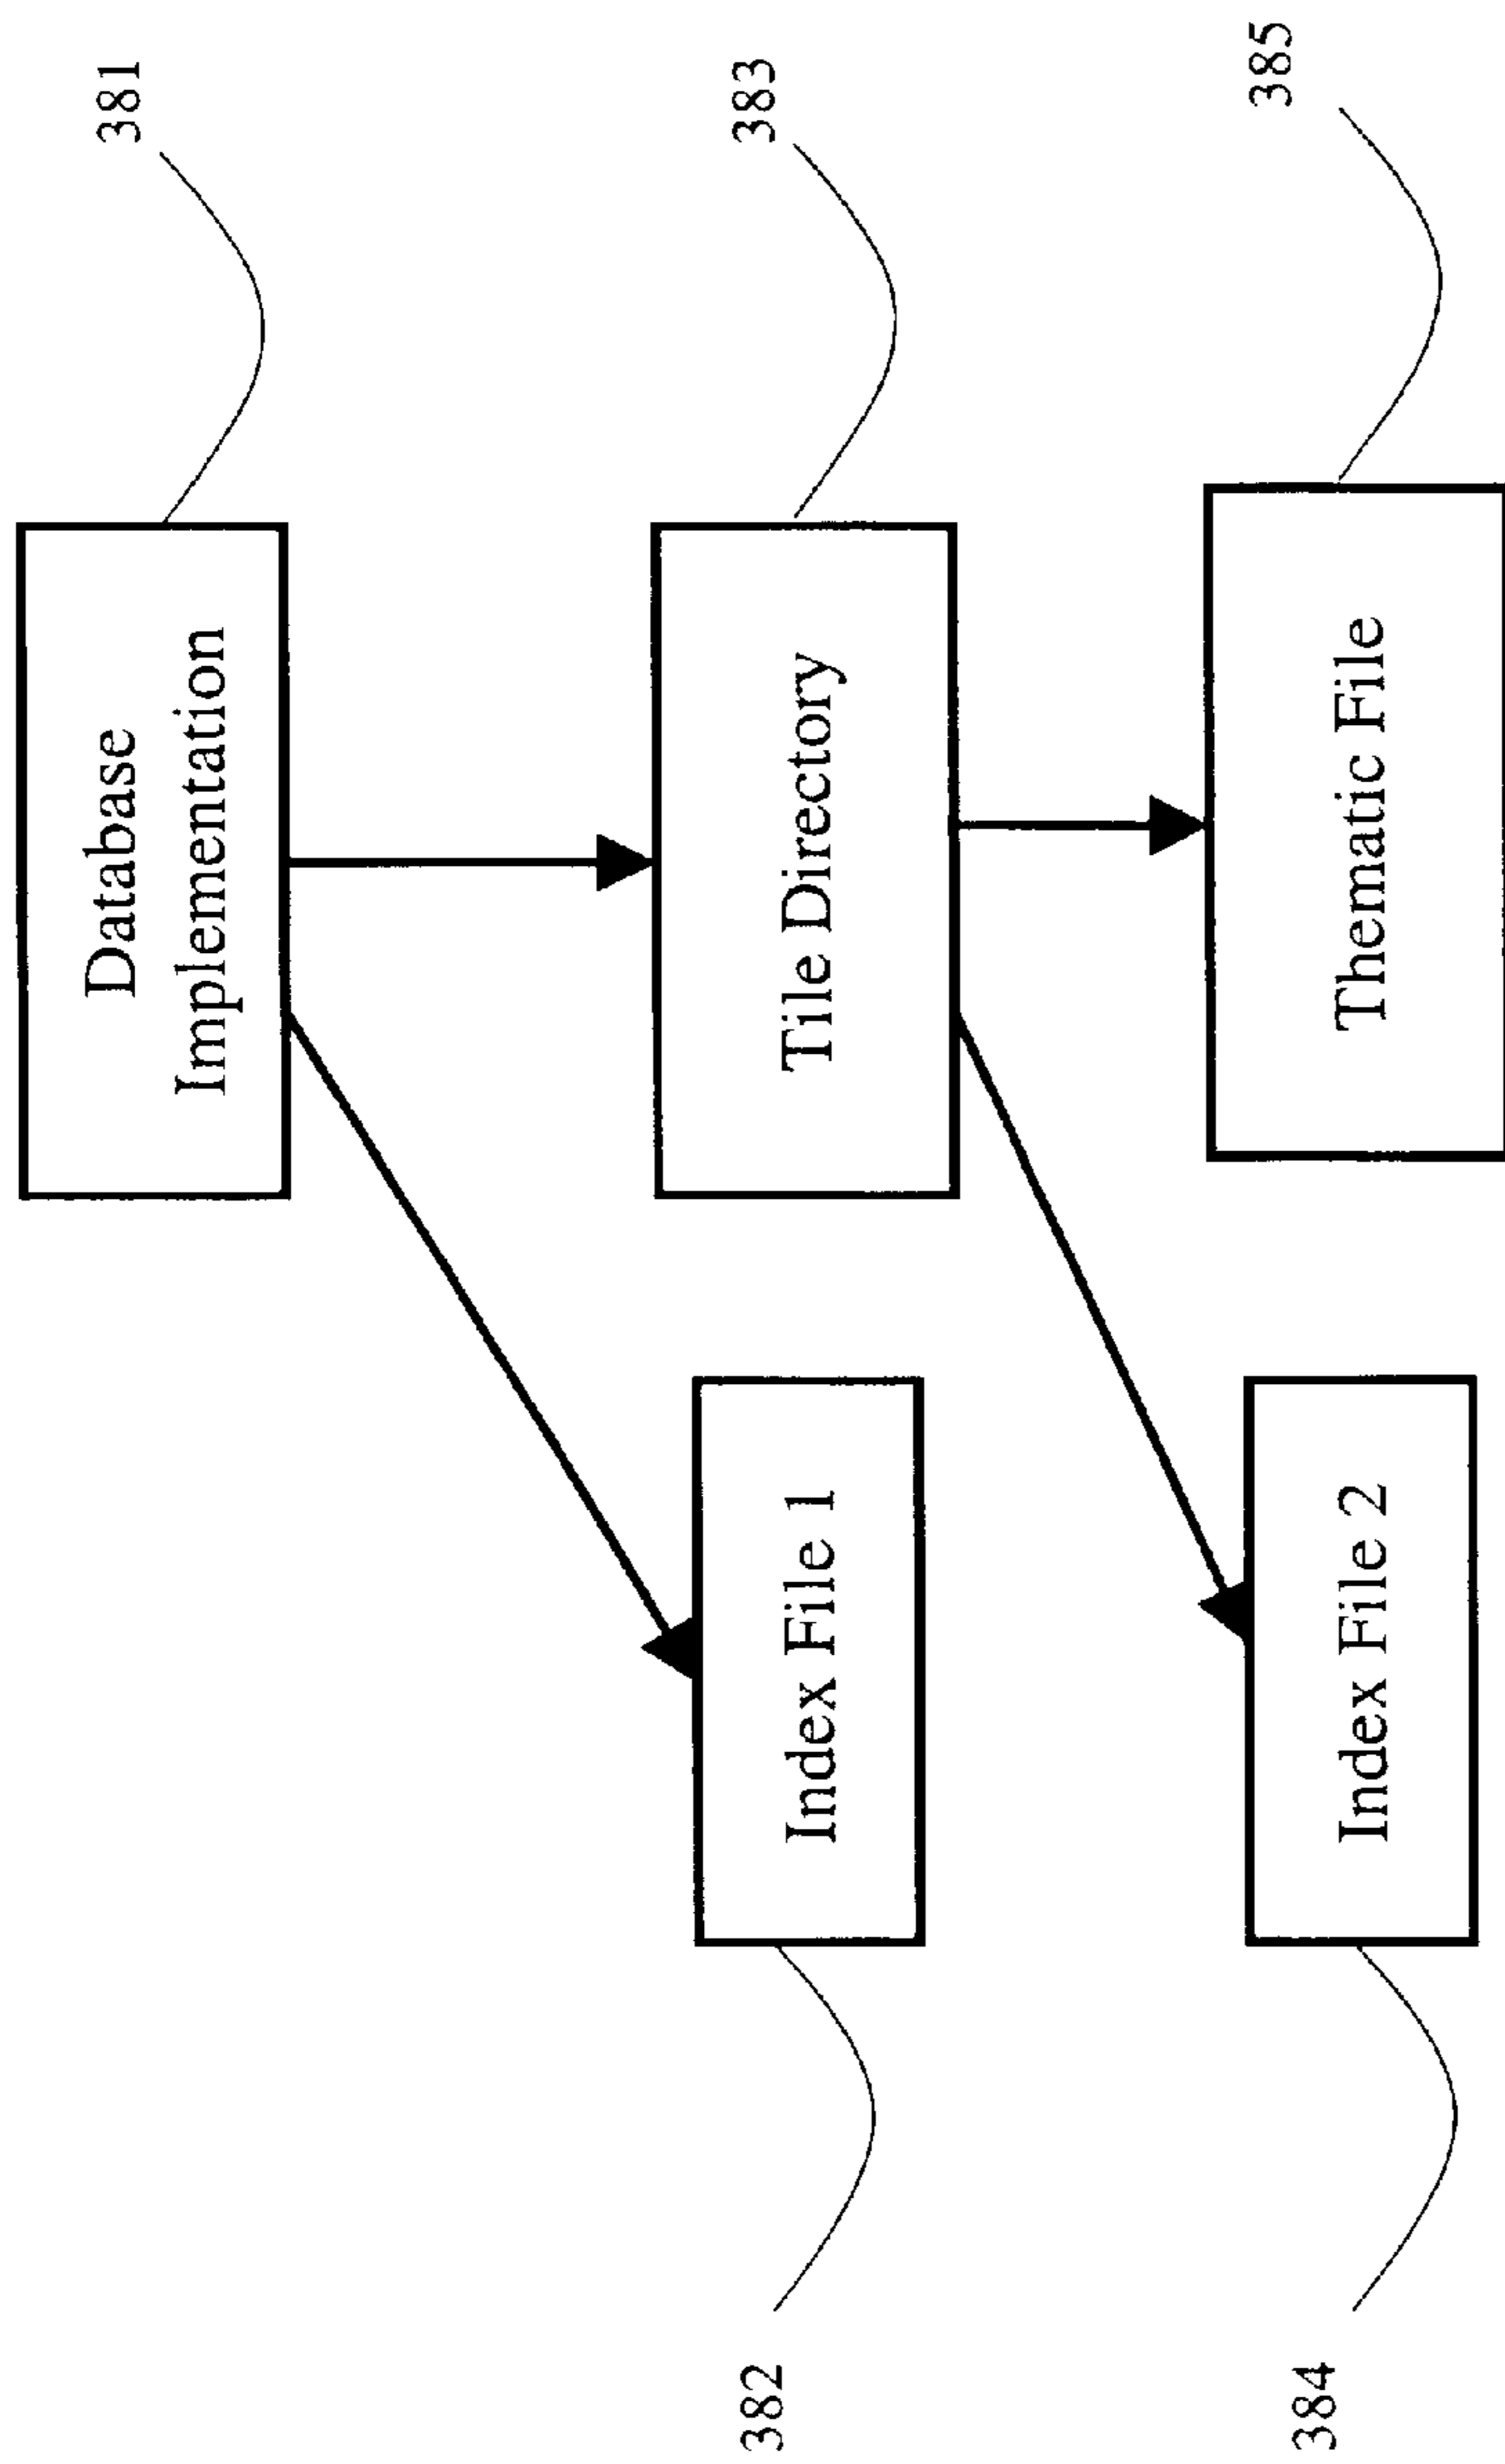 381
Database
Implementation
Index File 1
382
Tile Directory
383
Index File 2
384
Thematic File
385